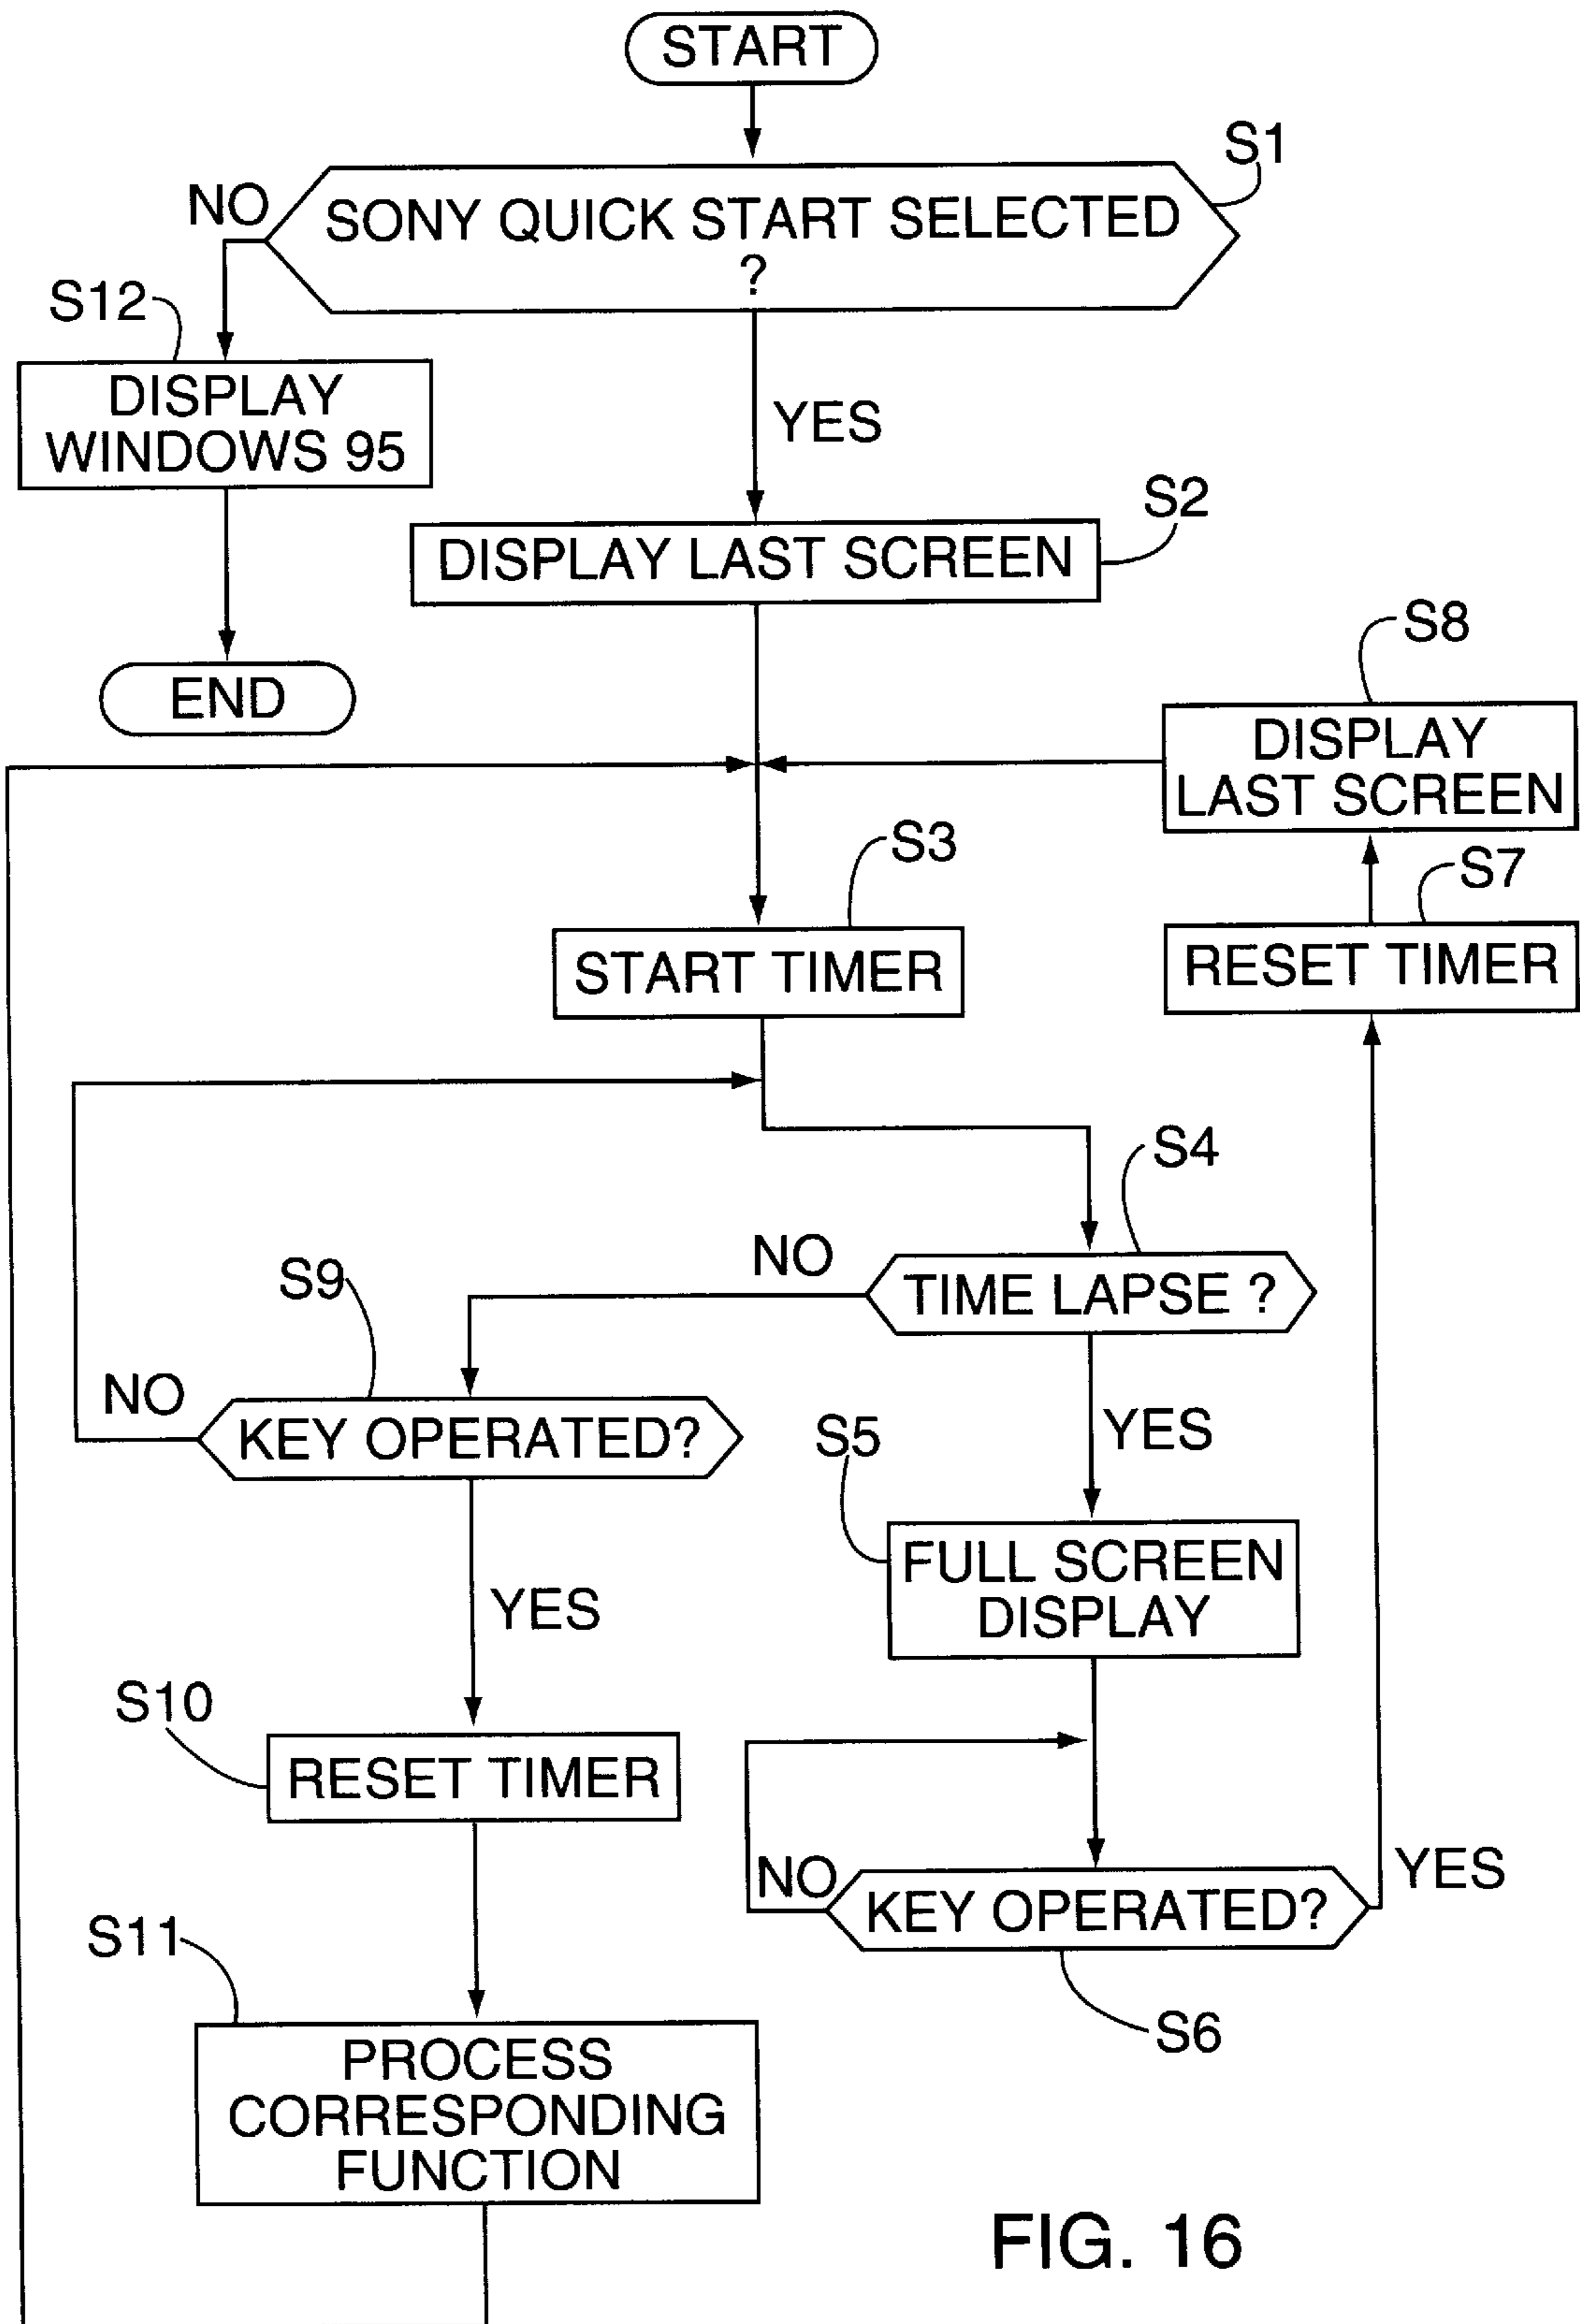 START
S1
NO
SONY QUICK START SELECTED
?
S12
DISPLAY
WINDOWS 95
YES
S2
DISPLAY LAST SCREEN
S8
END
DISPLAY
LAST SCREEN
S3
S7
START TIMER
RESET TIMER
S4
NO
S9
TIME LAPSE ?
NO
KEY OPERATED?
YES
S5
FULL SCREEN
DISPLAY
YES
S10
RESET TIMER
NO
YES
KEY OPERATED?
S11
S6
PROCESS
CORRESPONDING
FUNCTION
FIG. 16